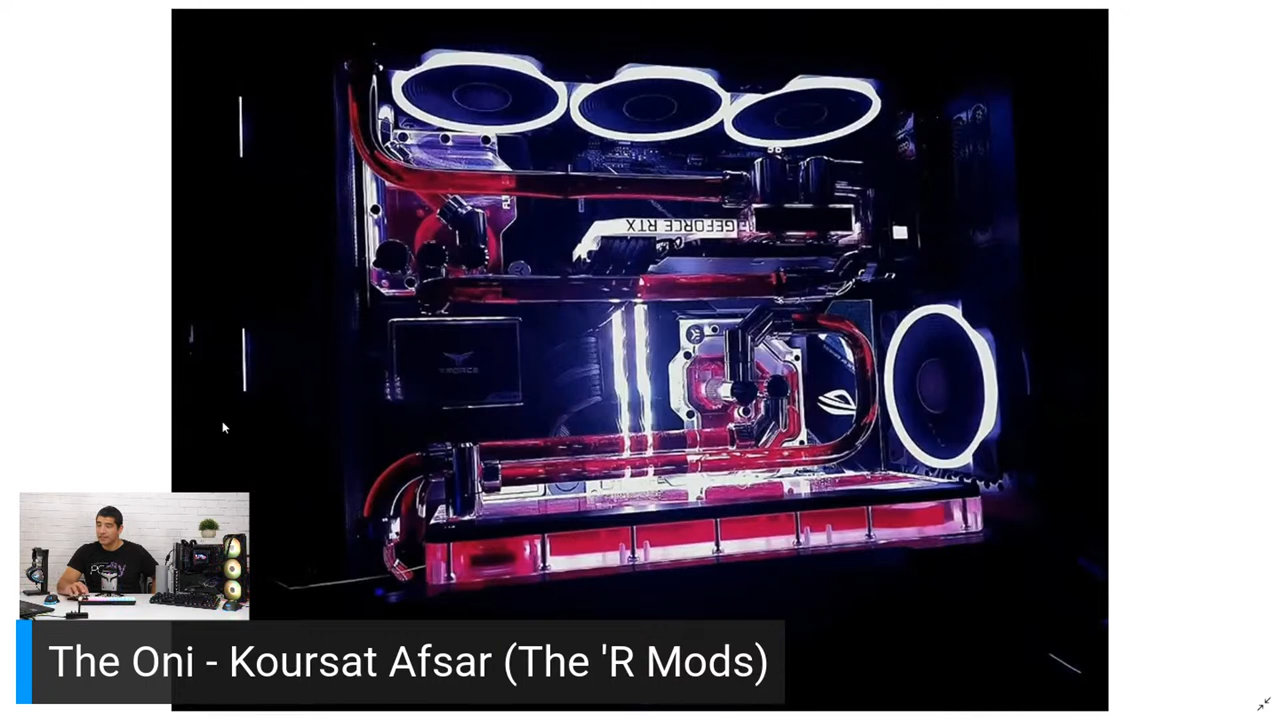 GEFORCE RTX
The Oni - Koursat Afsar (The 'R Mods)